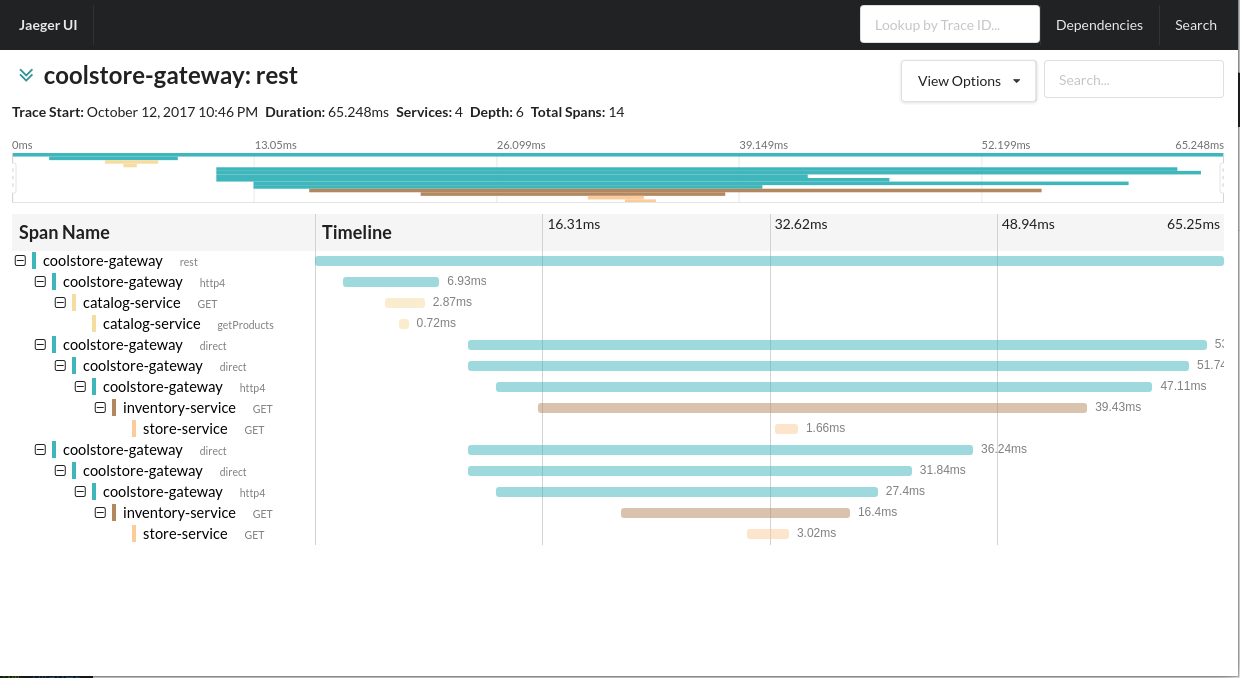 Jaeger UI Lookup by Trace ID... Dependencies Search
coolstore-gateway: rest View Options Search...
Trace Start: October 12, 2017 10:46 PM Duration: 65.248ms Services: 4 Depth: 6 Total Spans: 14
0ms 13.05ms 26.099ms 39.149ms 52.199ms 65.248ms
Span Name Timeline 16.31ms 32.62ms 48.94ms 65.25ms
coolstore-gateway rest
coolstore-gateway http4 6.93ms
catalog-service GET 2.87ms
catalog-service getProducts 0.72ms
coolstore-gateway direct
coolstore-gateway direct 51.74
coolstore-gateway http4 47.11ms
inventory-service GET 39.43ms
store-service GET 1.66ms
coolstore-gateway direct 36.24ms
coolstore-gateway direct 31.84ms
coolstore-gateway http4 27.4ms
inventory-service GET 16.4ms
store-service GET 3.02ms